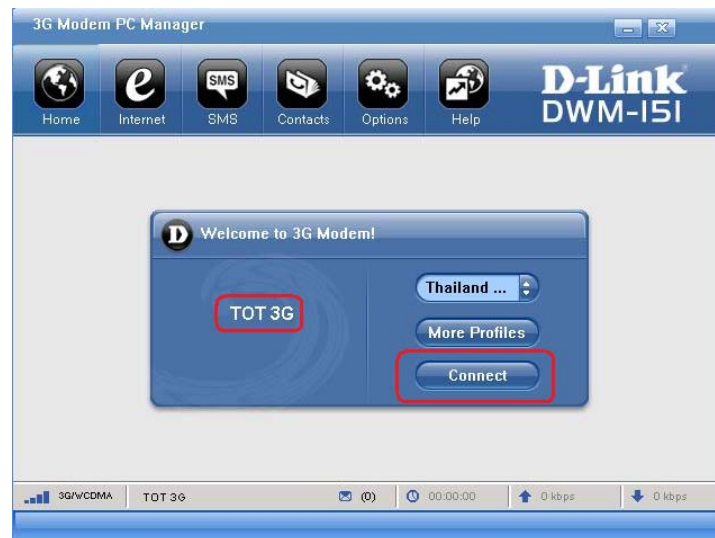 3G Modem PC Manager
SMS
Home Internet SMS Contacts Options Help
D-Link
DWM-151
Welcome to 3G Modem!
TOT 3G
Thailand ...
More Profiles
Connect
3G/WCDMA TOT 3G (0) 00:00:00 0 kbps 0 kbps